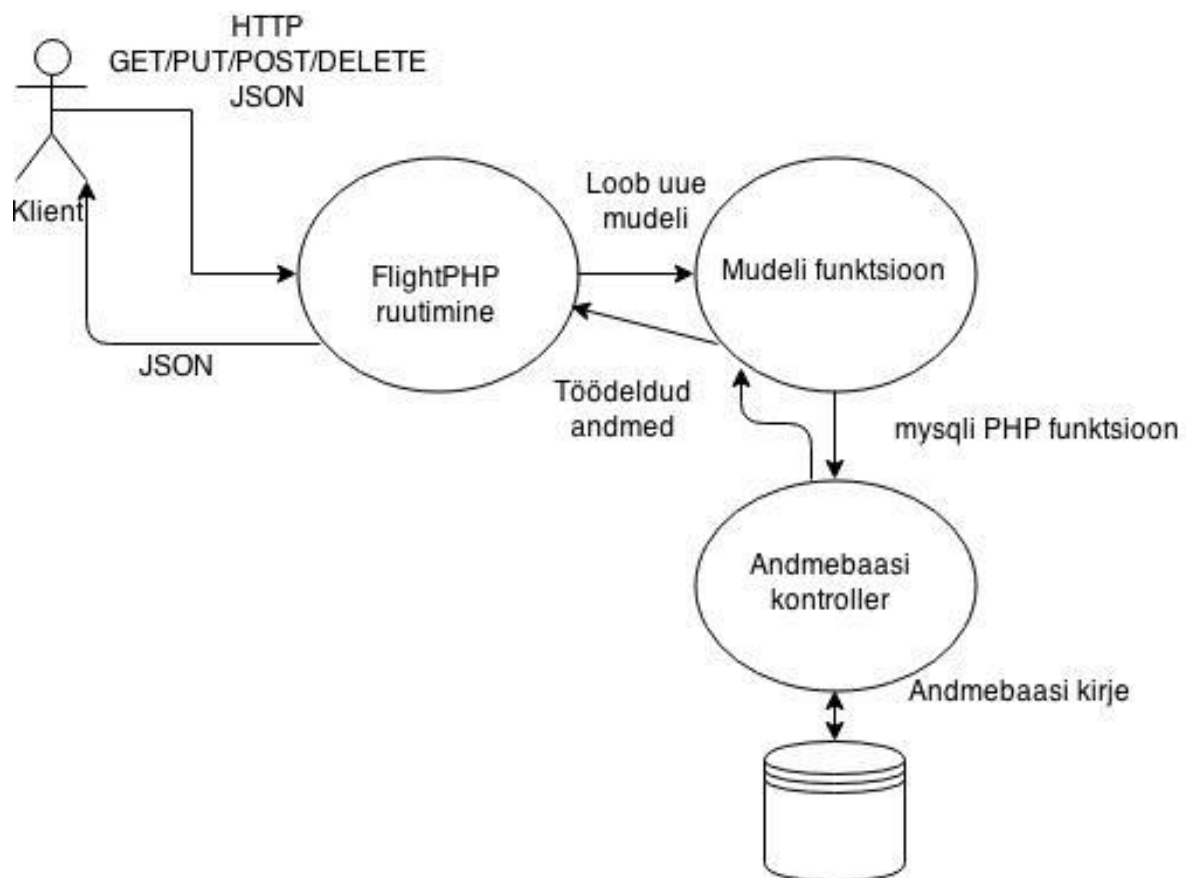 HTTP
GET/PUT/POST/DELETE
JSON
Klient
JSON
FlightPHP
ruutimine
Loob uue
mudeli
Mudeli funktsioon
Töödeldud
andmed
mysqli PHP funktsioon
Andmebaasi
kontroller
Andmebaasi kirje